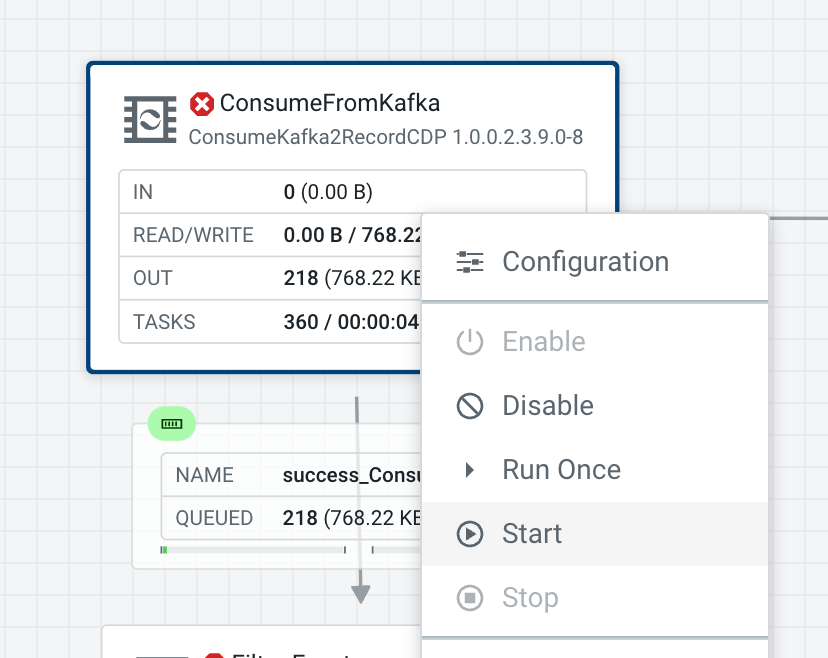 ConsumeFromKafka
ConsumeKafka2RecordCDP 1.0.0.2.3.9.0-8
IN 0 (0.00 B)
READ/WRITE 0.00 B / 768.22
OUT 218 (768.22 KB
TASKS 360 / 00:00:04
NAME success_Consu
QUEUED 218 (768.22 KB
Configuration
Enable
Disable
Run Once
Start
Stop